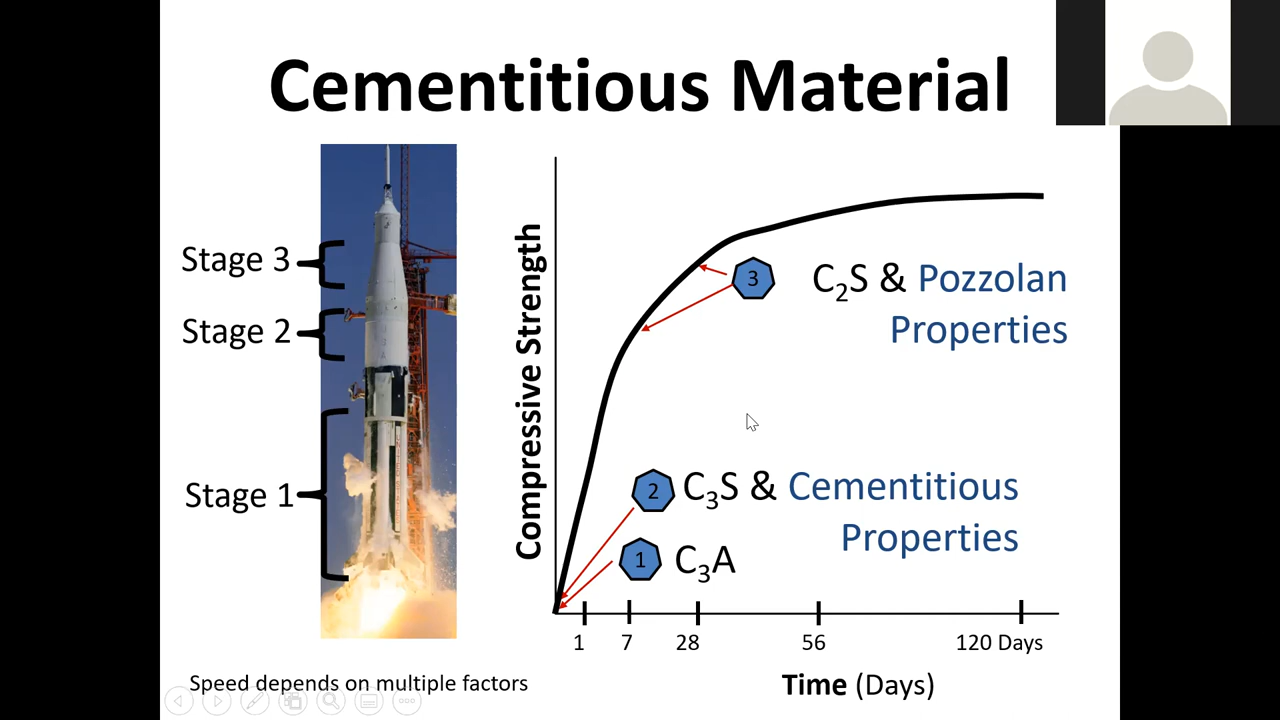 Cementitious Material
Stage 3
Stage 2
Stage 1
Compressive Strength
3
C₂S & Pozzolan
Properties
2
C₃S & Cementitious
Properties
1
C₃A
1
7
28
56
120 Days
Time (Days)
Speed depends on multiple factors